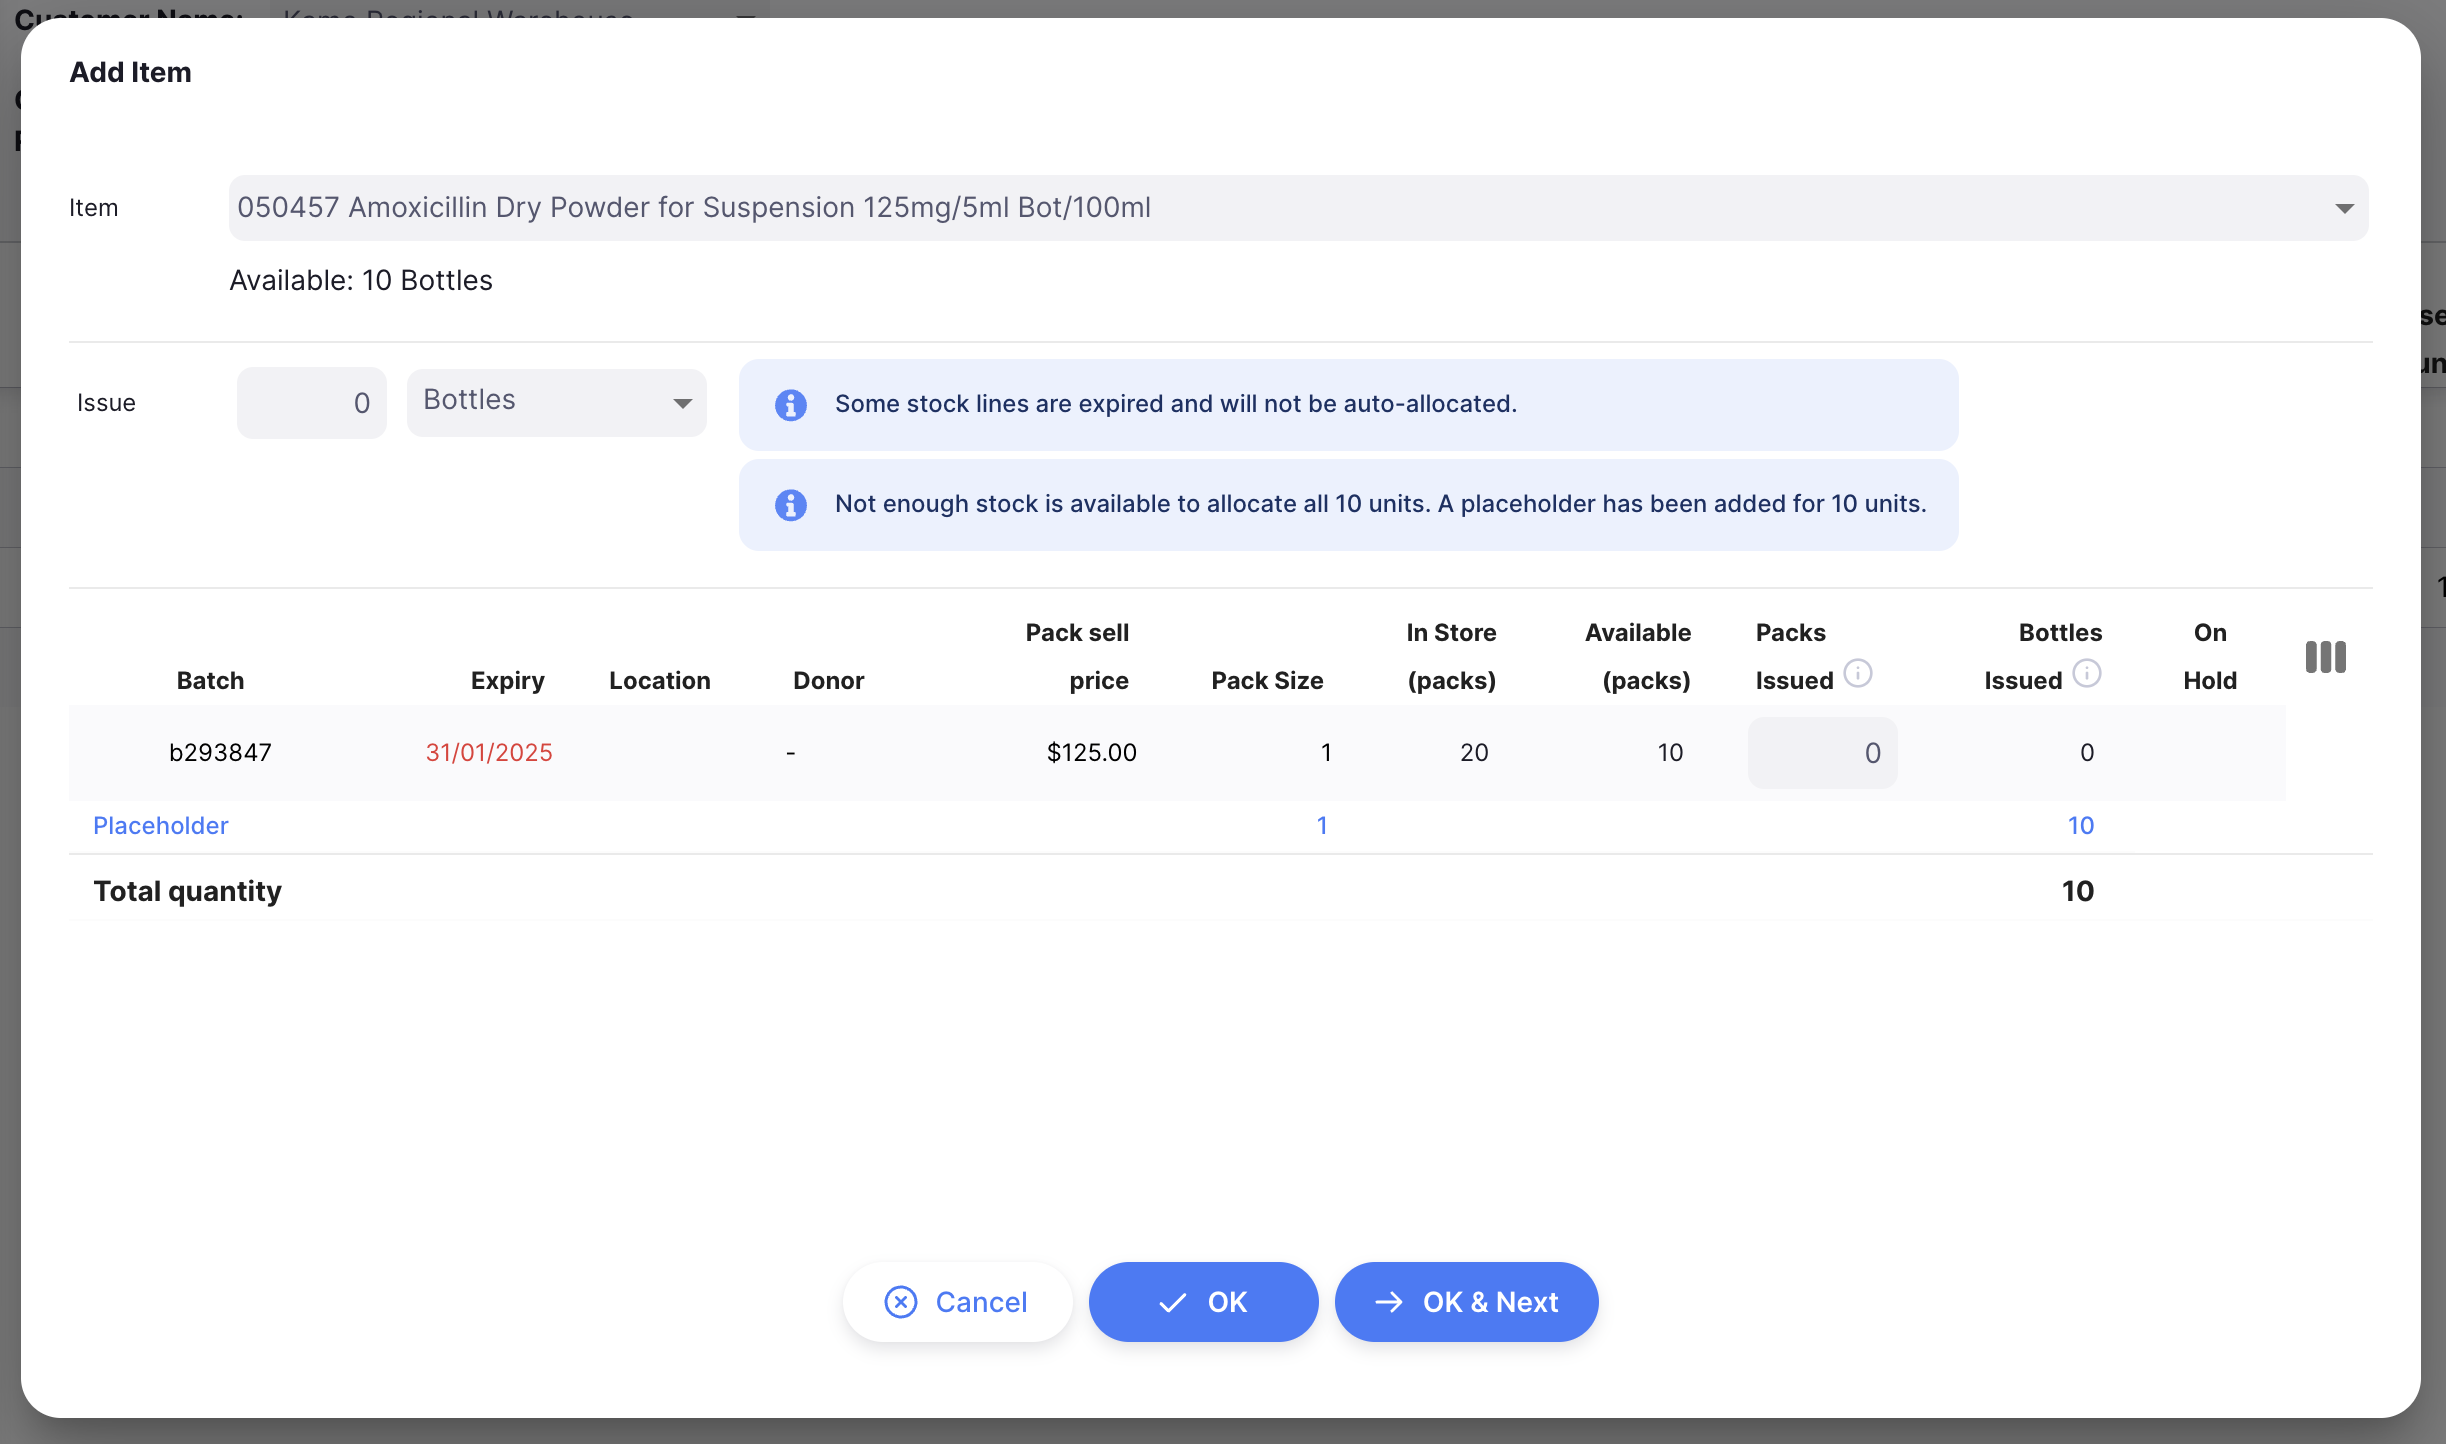 Customer Name:
Add Item
Item
050457 Amoxicillin Dry Powder for Suspension 125mg/5ml Bot/100ml
Available: 10 Bottles
Issue
0
Bottles
Some stock lines are expired and will not be auto-allocated.
Not enough stock is available to allocate all 10 units. A placeholder has been added for 10 units.
Batch
Expiry
Location
Donor
Pack sell
price
Pack Size
In Store
(packs)
Available
(packs)
Packs
Issued
Bottles
Issued
On
Hold
b293847 31/01/2025 - $125.00 1 20 10 0 0
Placeholder 1 10
Total quantity 10
Cancel
OK
OK & Next